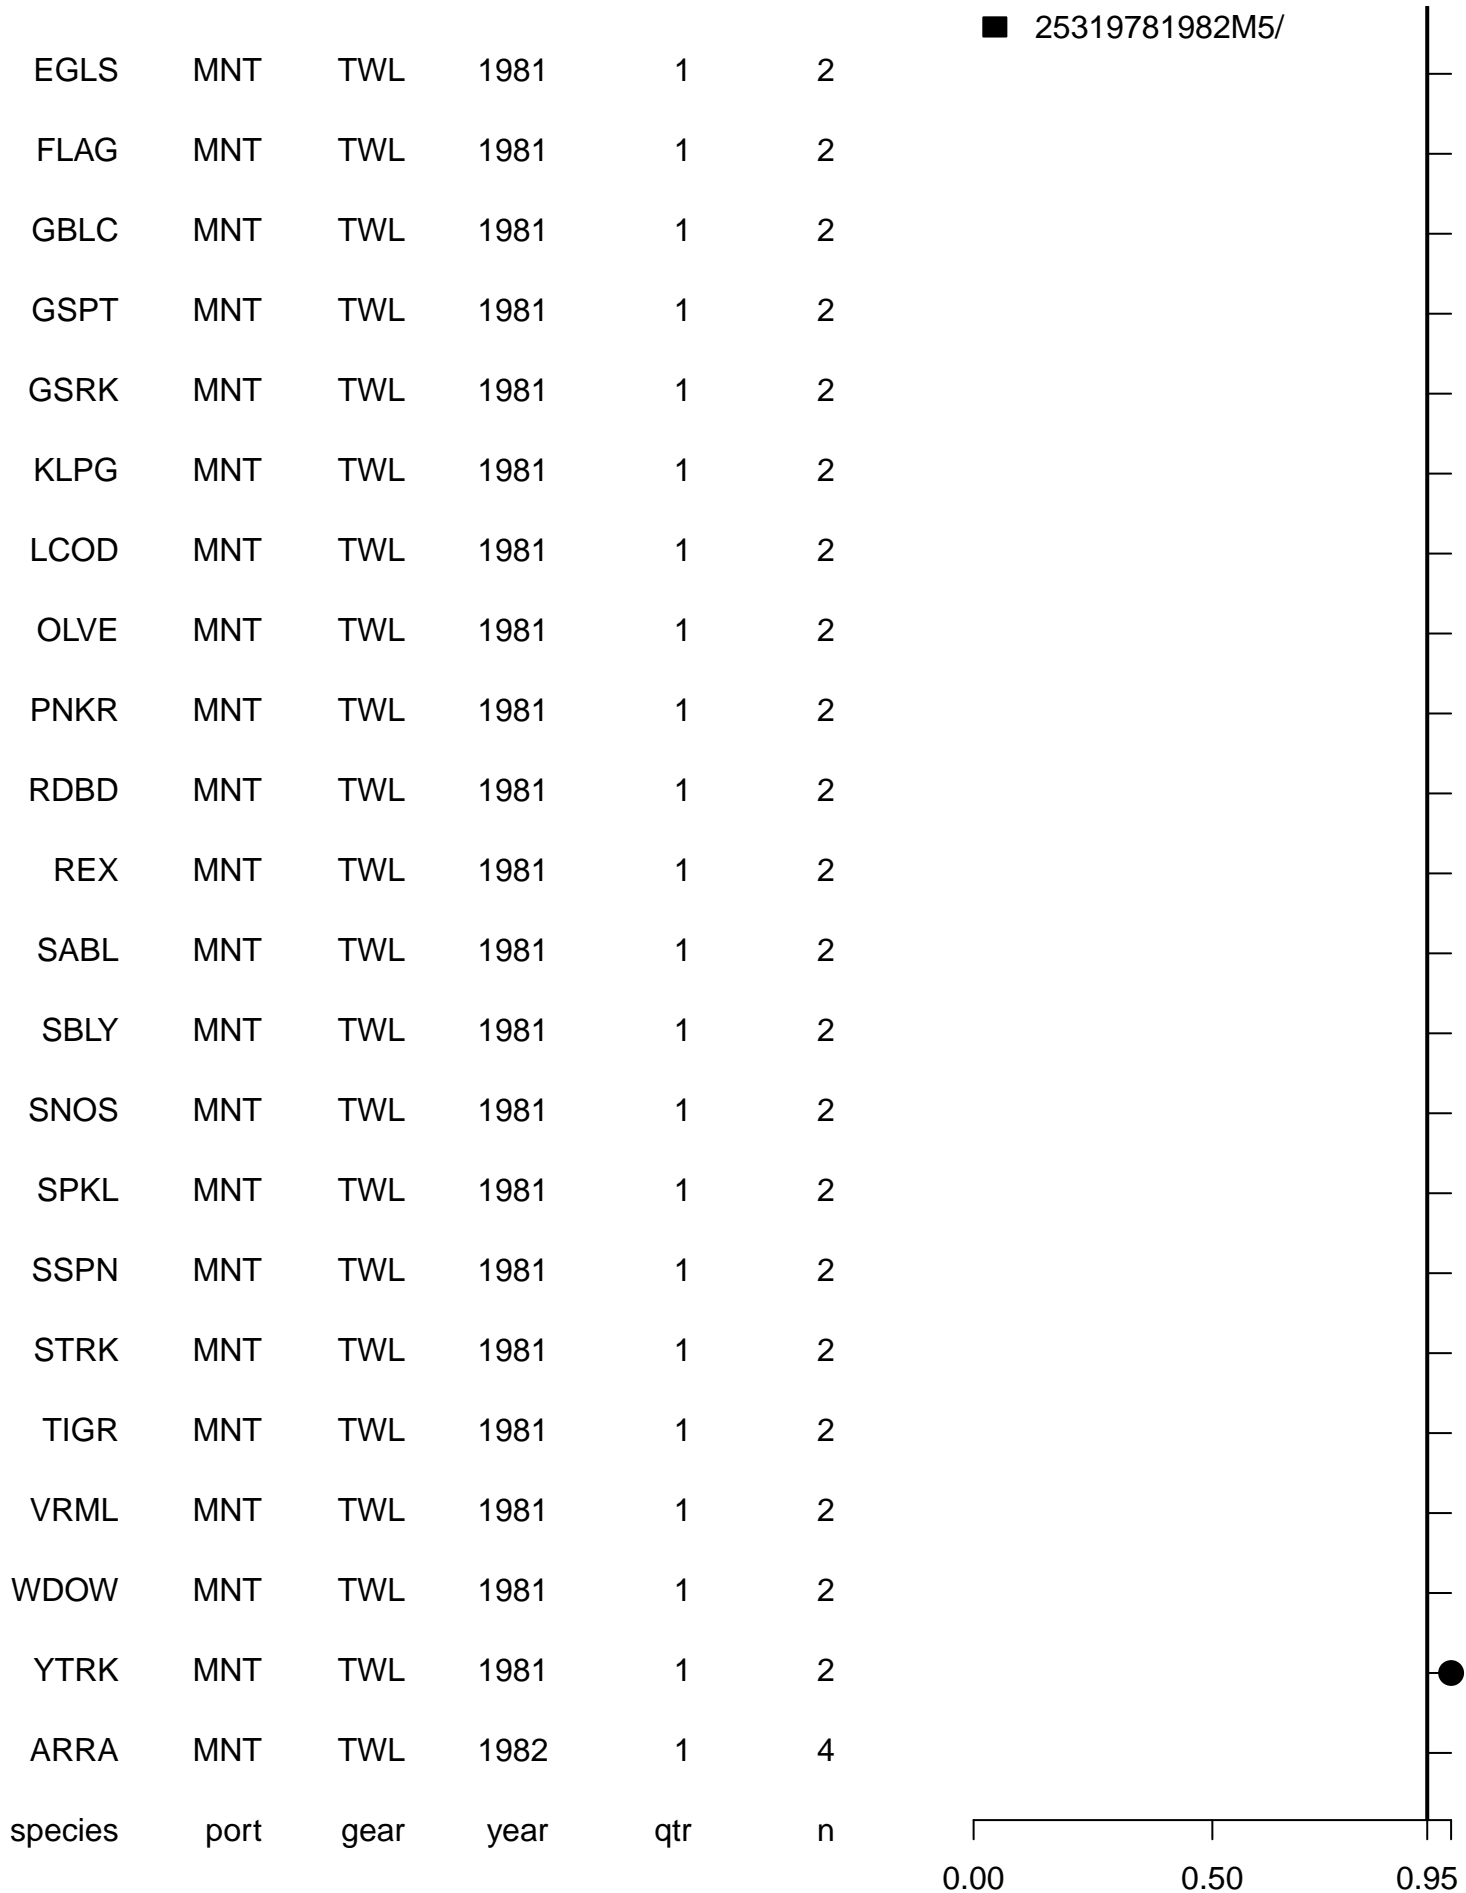 25319781982M5/
EGLS MNT TWL 1981 1 2
FLAG MNT TWL 1981 1 2
GBLC MNT TWL 1981 1 2
GSPT MNT TWL 1981 1 2
GSRK MNT TWL 1981 1 2
KLPG MNT TWL 1981 1 2
LCOD MNT TWL 1981 1 2
OLVE MNT TWL 1981 1 2
PNKR MNT TWL 1981 1 2
RDBD MNT TWL 1981 1 2
REX MNT TWL 1981 1 2
SABL MNT TWL 1981 1 2
SBLY MNT TWL 1981 1 2
SNOS MNT TWL 1981 1 2
SPKL MNT TWL 1981 1 2
SSPN MNT TWL 1981 1 2
STRK MNT TWL 1981 1 2
TIGR MNT TWL 1981 1 2
VRML MNT TWL 1981 1 2
WDOW MNT TWL 1981 1 2
YTRK MNT TWL 1981 1 2
ARRA MNT TWL 1982 1 4
species port gear year qtr n
0.00 0.50 0.95